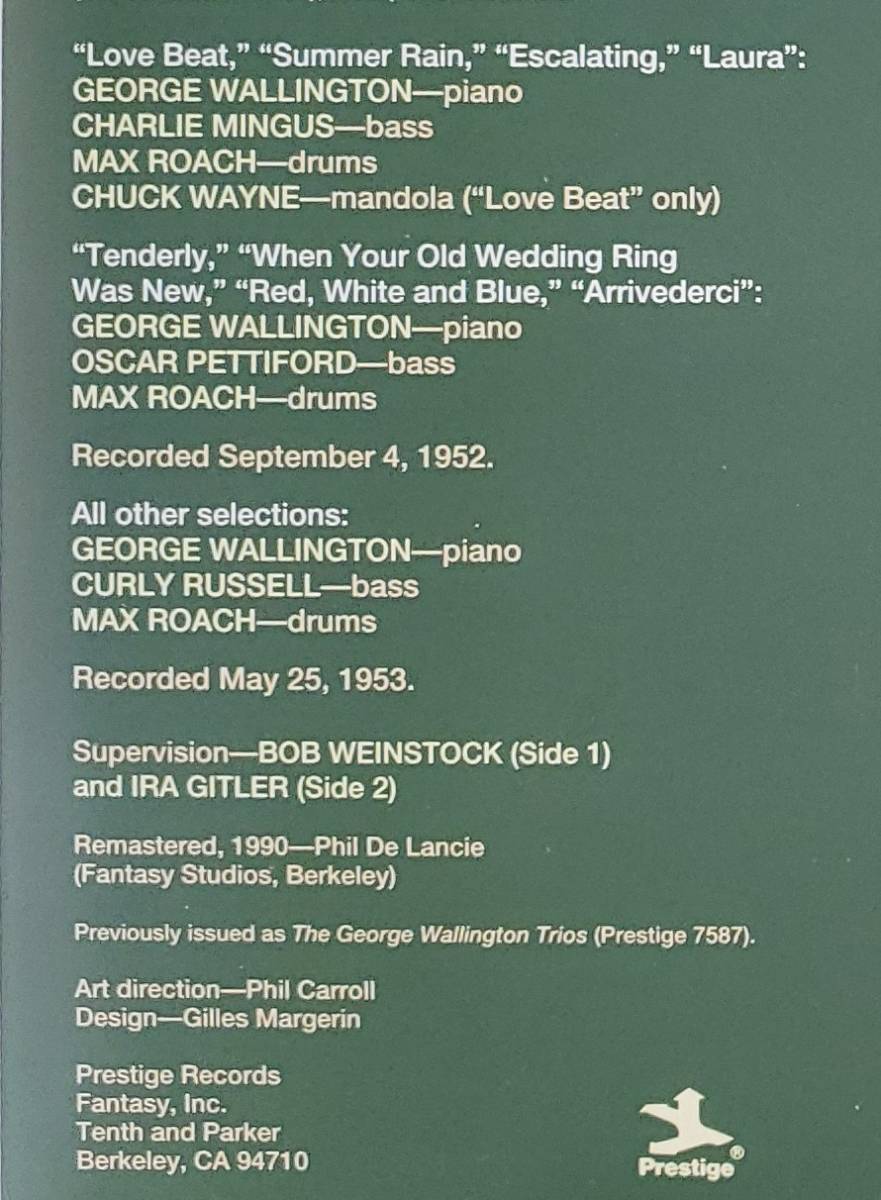 “Love Beat,” “Summer Rain,” “Escalating,” “Laura”:
GEORGE WALLINGTON—piano
CHARLIE MINGUS—bass
MAX ROACH—drums
CHUCK WAYNE—mandola (“Love Beat” only)
“Tenderly,” “When Your Old Wedding Ring
Was New,” “Red, White and Blue,” “Arrivederci”:
GEORGE WALLINGTON—piano
OSCAR PETTIFORD—bass
MAX ROACH—drums
Recorded September 4, 1952.
All other selections:
GEORGE WALLINGTON—piano
CURLY RUSSELL—bass
MAX ROACH—drums
Recorded May 25, 1953.
Supervision—BOB WEINSTOCK (Side 1)
and IRA GITLER (Side 2)
Remastered, 1990—Phil De Lancie
(Fantasy Studios, Berkeley)
Previously issued as The George Wallington Trios (Prestige 7587).
Art direction—Phil Carroll
Design—Gilles Margerin
Prestige Records
Fantasy, Inc.
Tenth and Parker
Berkeley, CA 94710
Prestige®